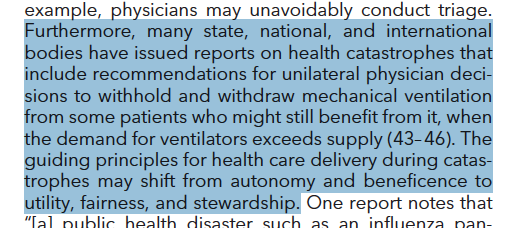 example, physicians may unavoidably conduct triage.
Furthermore, many state, national, and international
bodies have issued reports on health catastrophes that
include recommendations for unilateral physician deci-
sions to withhold and withdraw mechanical ventilation
from some patients who might still benefit from it, when
the demand for ventilators exceeds supply (43–46). The
guiding principles for health care delivery during catas-
trophes may shift from autonomy and beneficence to
utility, fairness, and stewardship. One report notes that
“[a] public health disaster such as an influenza pan-